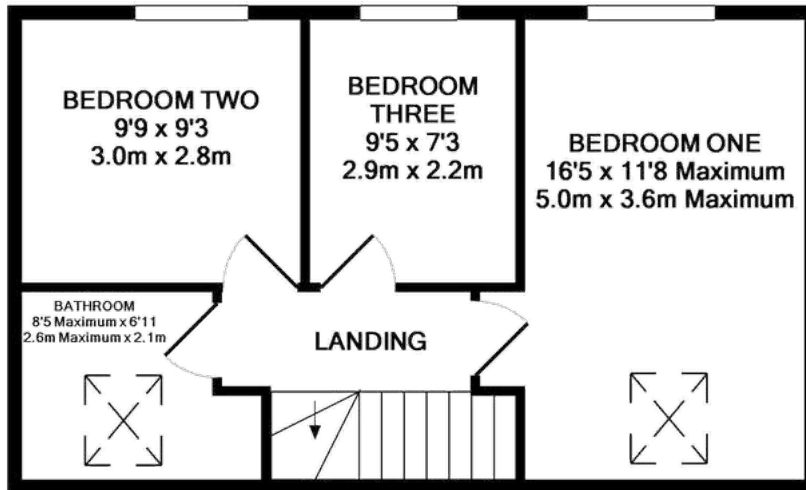 BEDROOM TWO
9'9 x 9'3
3.0m x 2.8m
BEDROOM
THREE
9'5 x 7'3
2.9m x 2.2m
BEDROOM ONE
16'5 x 11'8 Maximum
5.0m x 3.6m Maximum
BATHROOM
8'5 Maximum x 6'11
2.6m Maximum x 2.1m
LANDING